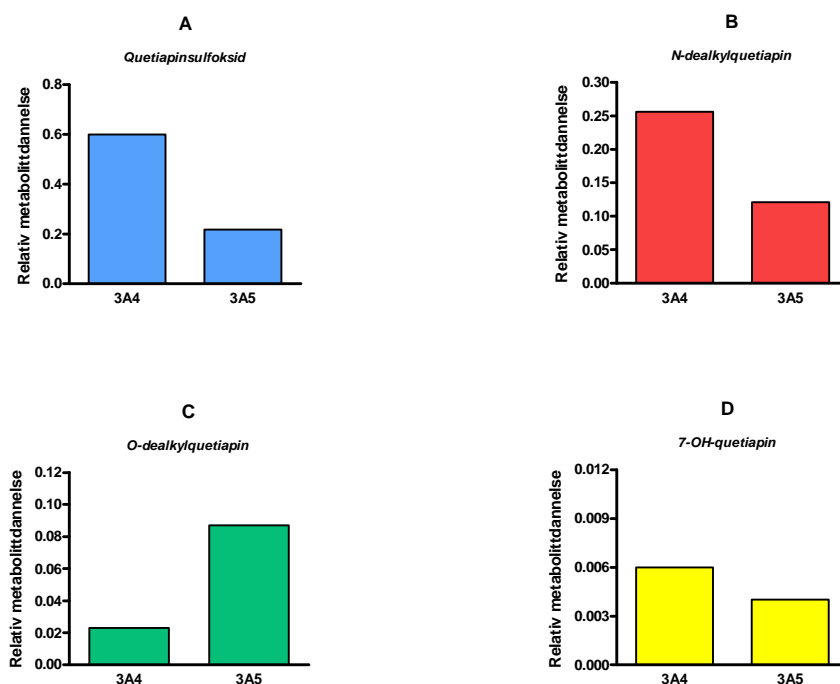 A
Quetiapinsulfoksid
Relativ metabolittdannelse
0.8
0.6
0.4
0.2
0.0
3A4 3A5
B
N-dealkylquetiapin
Relativ metabolittdannelse
0.30
0.25
0.20
0.15
0.10
0.05
0.00
3A4 3A5
C
O-dealkylquetiapin
Relativ metabolittdannelse
0.12
0.10
0.08
0.06
0.04
0.02
0.00
3A4 3A5
D
7-OH-quetiapin
Relativ metabolittdannelse
0.012
0.009
0.006
0.003
0.000
3A4 3A5